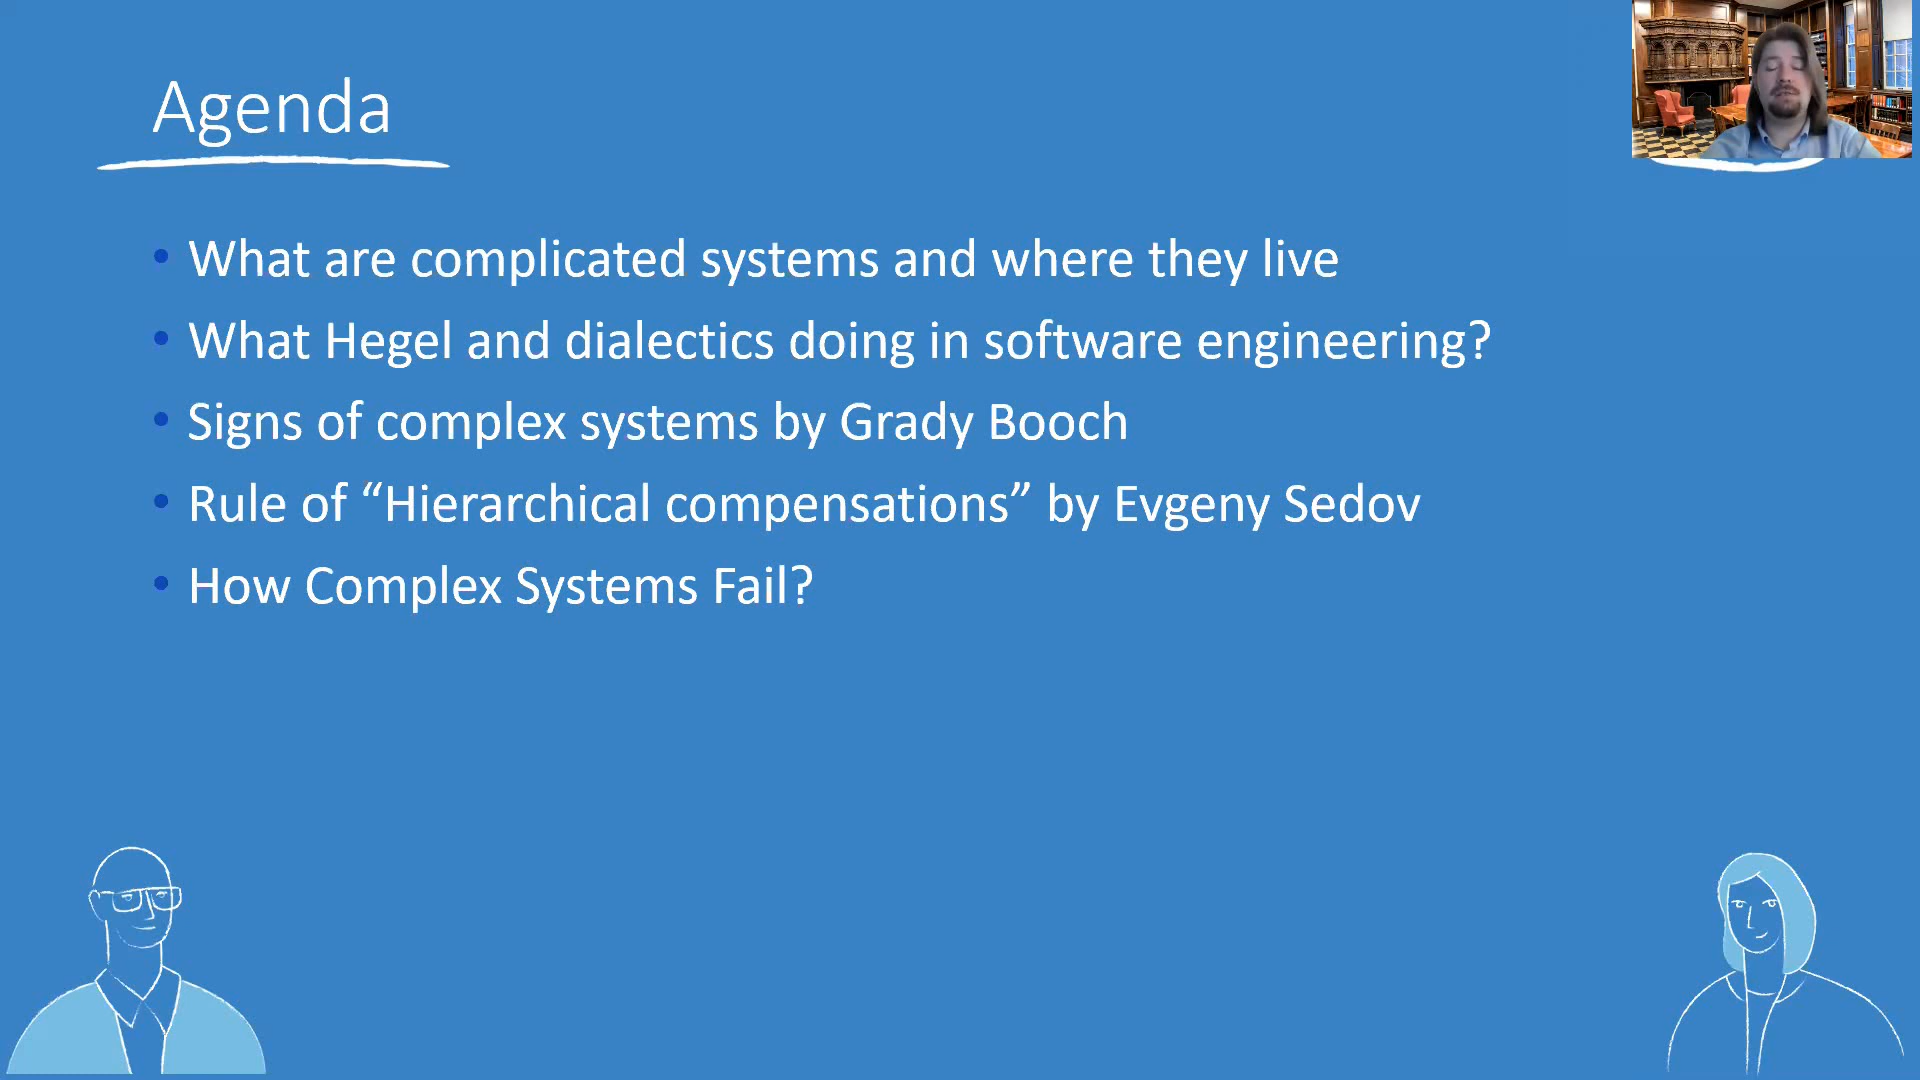 Agenda
• What are complicated systems and where they live
• What Hegel and dialectics doing in software engineering?
• Signs of complex systems by Grady Booch
• Rule of “Hierarchical compensations” by Evgeny Sedov
• How Complex Systems Fail?